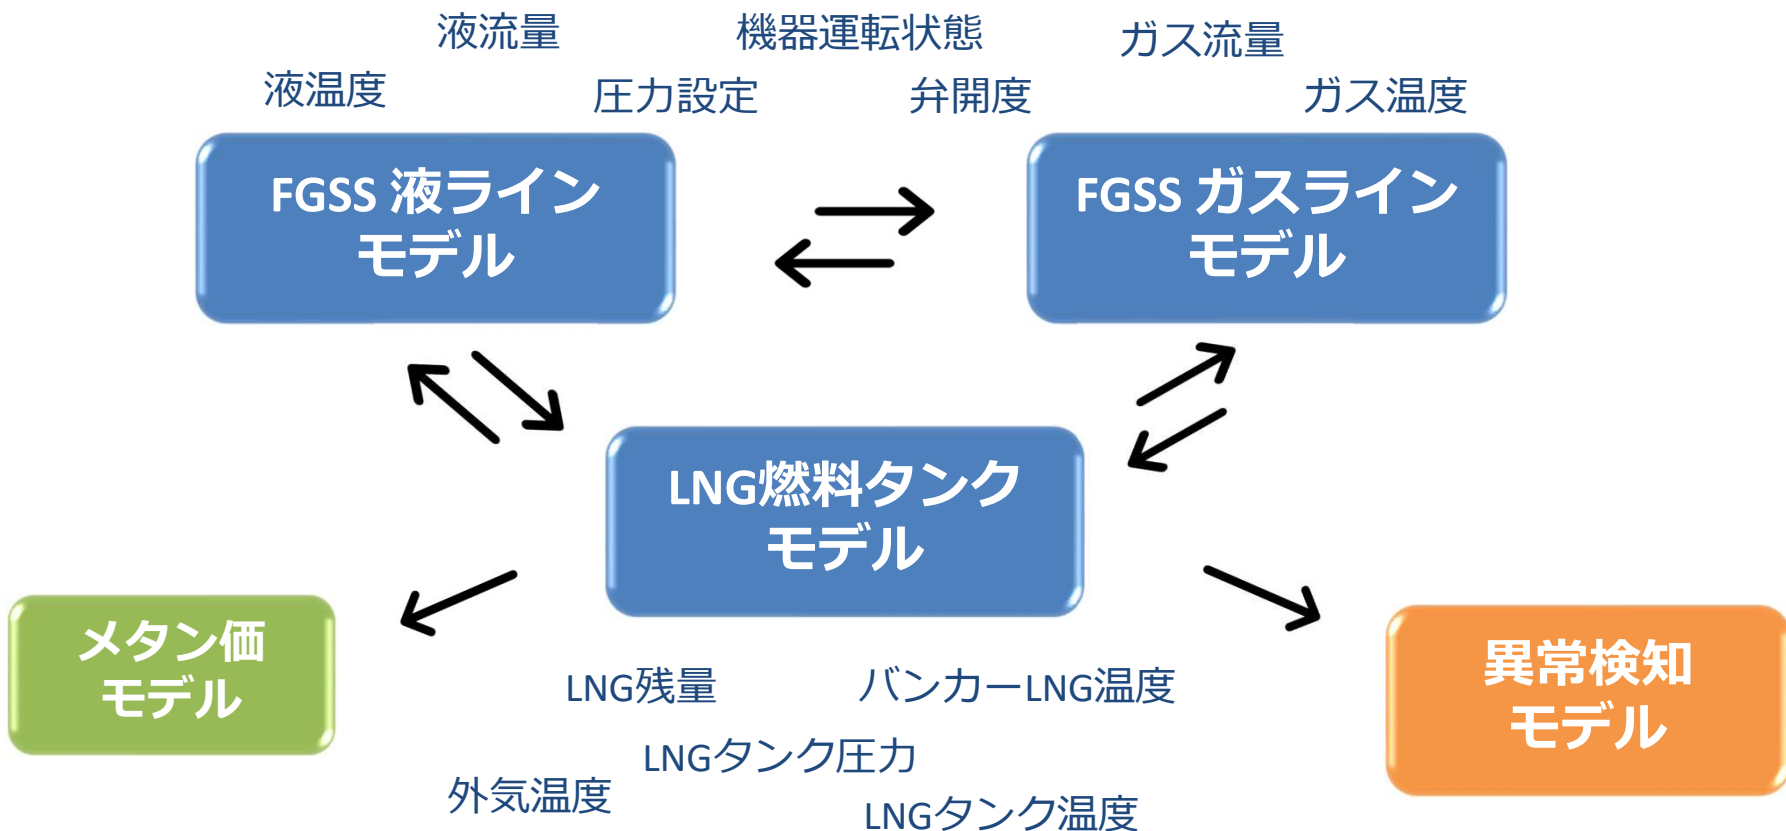 液流量
機器運転状態
ガス流量
液温度
圧力設定
弁開度
ガス温度
FGSS 液ライン
モデル
FGSS ガスライン
モデル
LNG燃料タンク
モデル
メタン価
モデル
異常検知
モデル
LNG残量
バンカーLNG温度
LNGタンク圧力
外気温度
LNGタンク温度